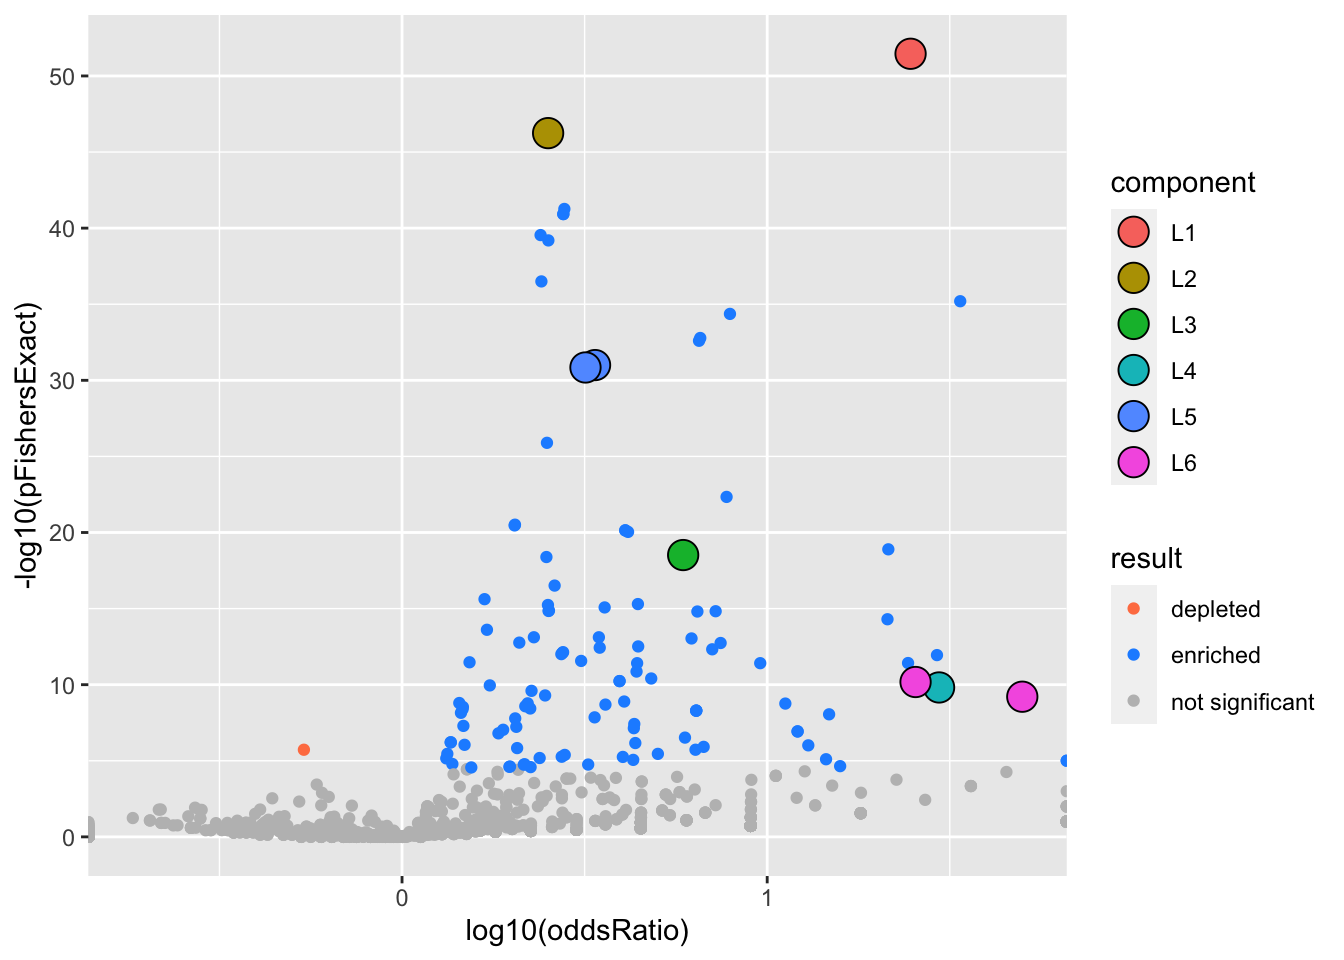 50
40
30
20
10
0
0
1
-log10(pFishersExact)
log10(oddsRatio)
component
L1
L2
L3
L4
L5
L6
result
depleted
enriched
not significant